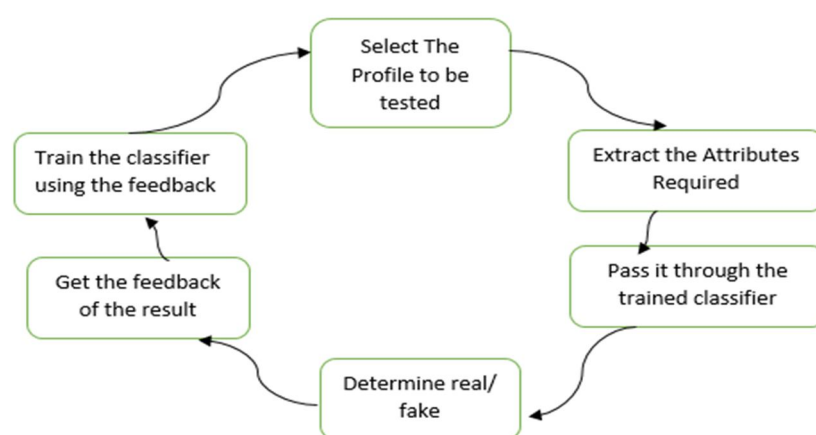 Select The
Profile to be
tested
Extract the Attributes
Required
Pass it through the
trained classifier
Determine real/
fake
Get the feedback
of the result
Train the classifier
using the feedback